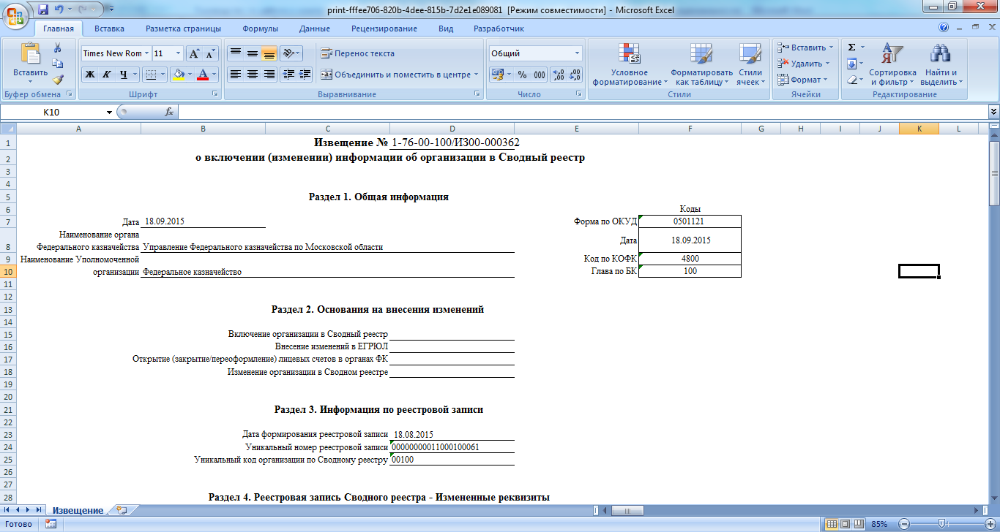 print-fffee706-820b-4dee-815b-7d2e1e089081 [Режим совместимости] - Microsoft Excel
Главная Вставка Разметка страницы Формулы Данные Рецензирование Вид Разработчик
Times New Rom 11 Перенос текста Общий Вставить
Вставить Условное форматирование Форматировать как таблицу Стили ячеек Удалить Сортировка и фильтр Найти и выделить
Ж К Ч А Объединить и поместить в центре % 000 Формат
Буфер обмена Шрифт Выравнивание Число Стили Ячейки Редактирование
K10 fx
A B C D E F G H I J K L
1 Извещение № 1-76-00-100/ИЗ00-000362
2 о включении (изменении) информации об организации в Сводный реестр
3
4
5 Раздел 1. Общая информация
6 Коды
7 Дата 18.09.2015 Форма по ОКУД 0501121
Наименование органа
8 Федерального казначейства Управление Федерального казначейства по Московской области Дата 18.09.2015
9 Наименование Уполномоченной Код по КОФК 4800
10 организации Федеральное казначейство Глава по БК 100
11
12
13 Раздел 2. Основания на внесения изменений
14
15 Включение организации в Сводный реестр
16 Внесение изменений в ЕГРЮЛ
17 Открытие (закрытие/переоформление) лицевых счетов в органах ФК
18 Изменение организации в Сводном реестре
19
20
21 Раздел 3. Информация по реестровой записи
22
23 Дата формирования реестровой записи 18.08.2015
24 Уникальный номер реестровой записи 00000000011000100061
25 Уникальный код организации по Сводному реестру 00100
26
27
28 Раздел 4. Реестровая запись Сводного реестра - Измененные реквизиты
Извещение
Готово 85%